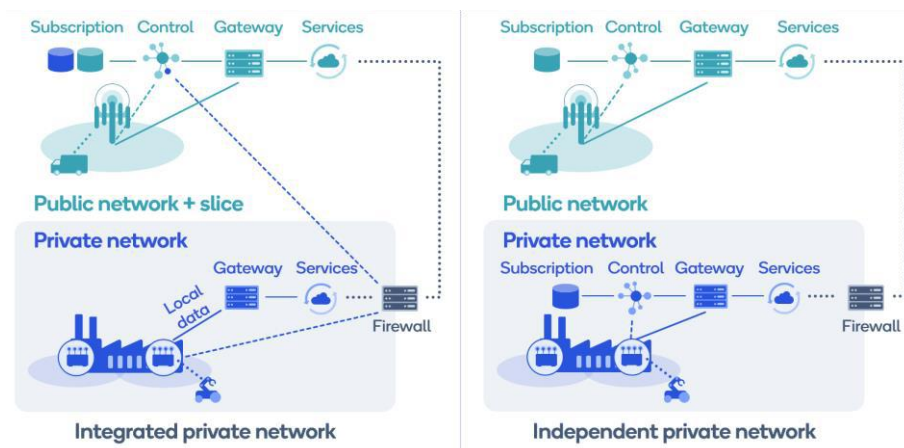 Subscription Control Gateway Services
Public network + slice
Private network
Gateway Services
Local
data
Firewall
Integrated private network
Subscription Control Gateway Services
Public network
Private network
Subscription Control Gateway Services
Firewall
Independent private network